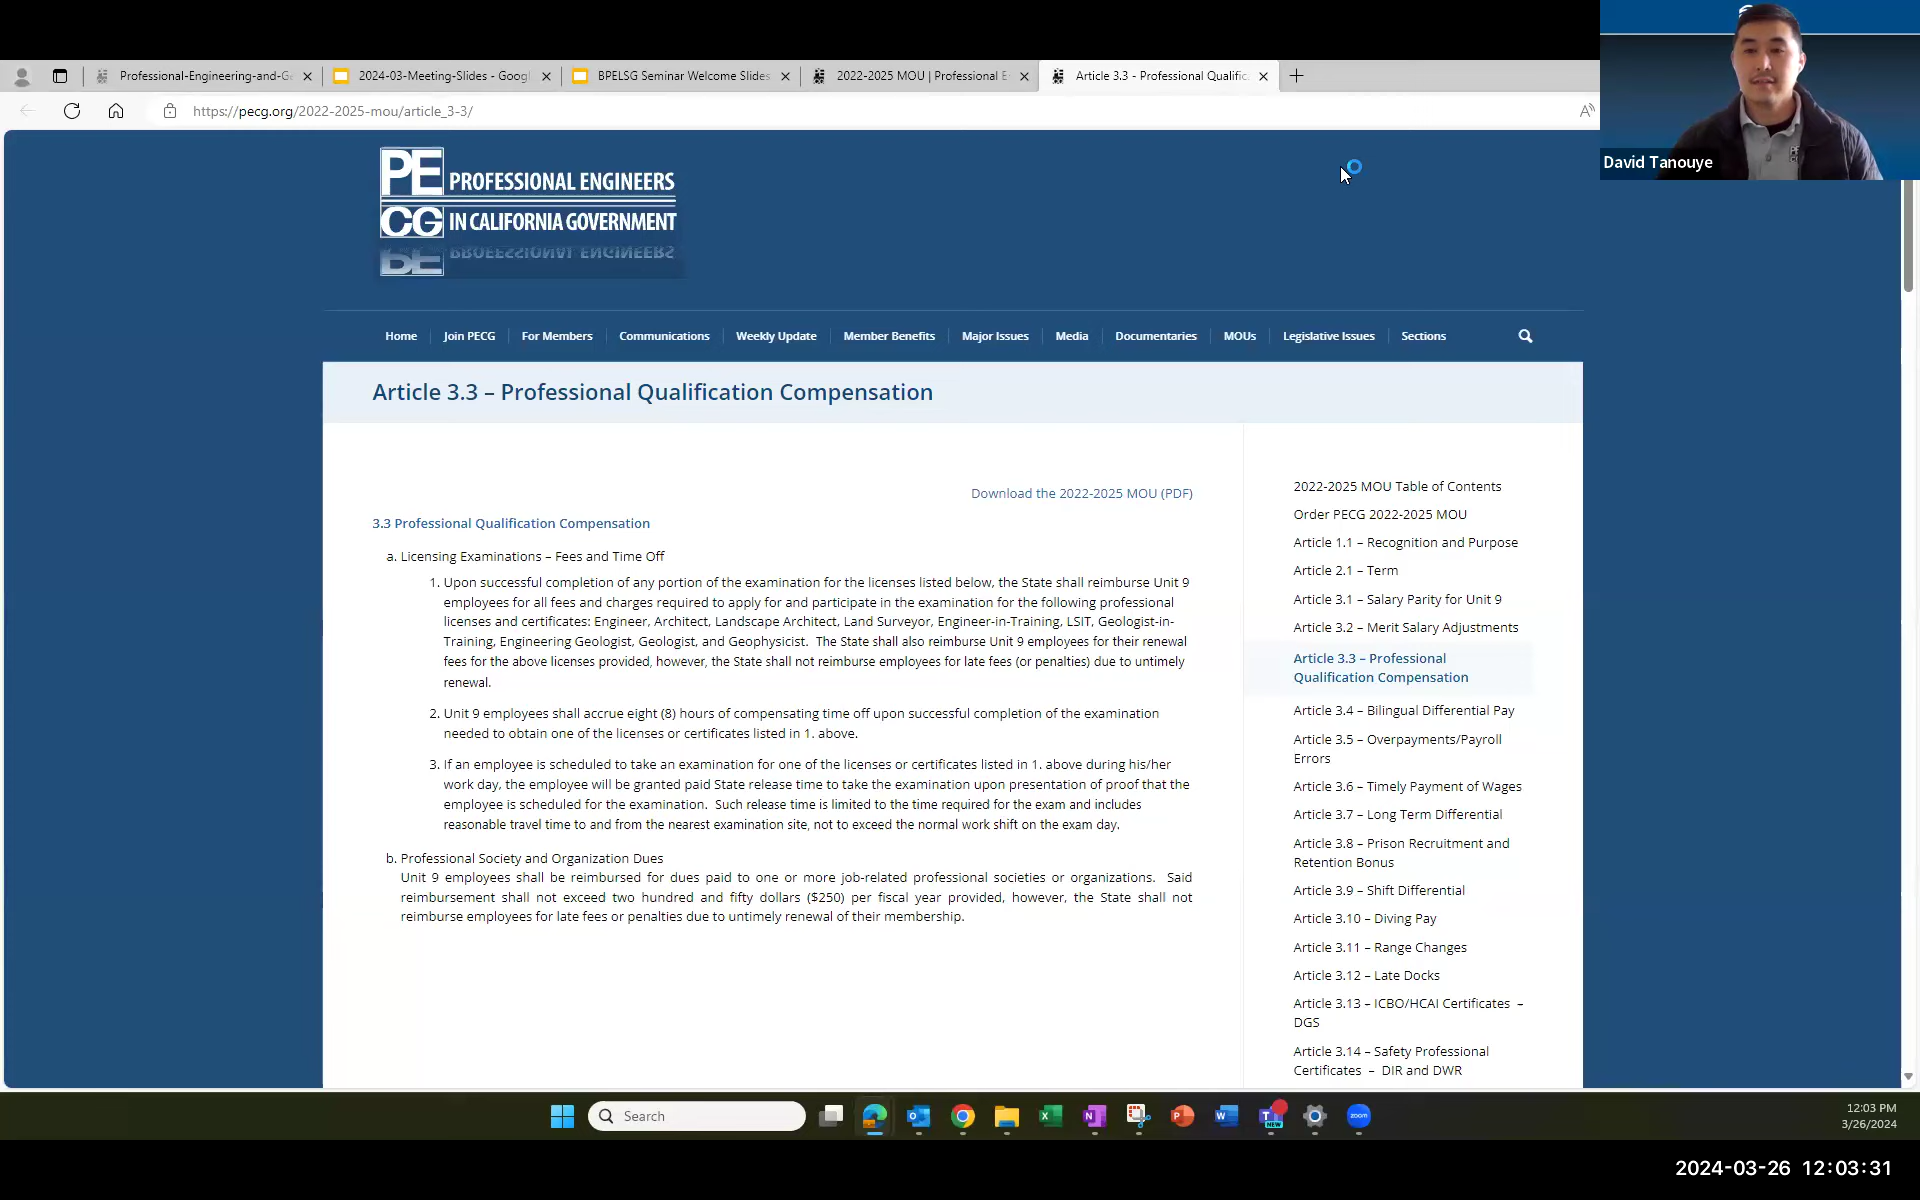 Professional-Engineering-and-Ge
2024-03-Meeting-Slides - Googl
BPELSG Seminar Welcome Slides
2022-2025 MOU | Professional E
Article 3.3 - Professional Qualific
https://pecg.org/2022-2025-mou/article_3-3/
David Tanouye
PE PROFESSIONAL ENGINEERS
CG IN CALIFORNIA GOVERNMENT
Home
Join PECG
For Members
Communications
Weekly Update
Member Benefits
Major Issues
Media
Documentaries
MOUs
Legislative Issues
Sections
Article 3.3 – Professional Qualification Compensation
Download the 2022-2025 MOU (PDF)
3.3 Professional Qualification Compensation
a. Licensing Examinations – Fees and Time Off
1. Upon successful completion of any portion of the examination for the licenses listed below, the State shall reimburse Unit 9
employees for all fees and charges required to apply for and participate in the examination for the following professional
licenses and certificates: Engineer, Architect, Landscape Architect, Land Surveyor, Engineer-in-Training, LSIT, Geologist-in-
Training, Engineering Geologist, Geologist, and Geophysicist. The State shall also reimburse Unit 9 employees for their renewal
fees for the above licenses provided, however, the State shall not reimburse employees for late fees (or penalties) due to untimely
renewal.
2. Unit 9 employees shall accrue eight (8) hours of compensating time off upon successful completion of the examination
needed to obtain one of the licenses or certificates listed in 1. above.
3. If an employee is scheduled to take an examination for one of the licenses or certificates listed in 1. above during his/her
work day, the employee will be granted paid State release time to take the examination upon presentation of proof that the
employee is scheduled for the examination. Such release time is limited to the time required for the exam and includes
reasonable travel time to and from the nearest examination site, not to exceed the normal work shift on the exam day.
b. Professional Society and Organization Dues
Unit 9 employees shall be reimbursed for dues paid to one or more job-related professional societies or organizations. Said
reimbursement shall not exceed two hundred and fifty dollars ($250) per fiscal year provided, however, the State shall not
reimburse employees for late fees or penalties due to untimely renewal of their membership.
2022-2025 MOU Table of Contents
Order PECG 2022-2025 MOU
Article 1.1 – Recognition and Purpose
Article 2.1 – Term
Article 3.1 – Salary Parity for Unit 9
Article 3.2 – Merit Salary Adjustments
Article 3.3 – Professional
Qualification Compensation
Article 3.4 – Bilingual Differential Pay
Article 3.5 – Overpayments/Payroll
Errors
Article 3.6 – Timely Payment of Wages
Article 3.7 – Long Term Differential
Article 3.8 – Prison Recruitment and
Retention Bonus
Article 3.9 – Shift Differential
Article 3.10 – Diving Pay
Article 3.11 – Range Changes
Article 3.12 – Late Docks
Article 3.13 – ICBO/HCAI Certificates –
DGS
Article 3.14 – Safety Professional
Certificates – DIR and DWR
Search
NEW
zoom
12:03 PM
3/26/2024
2024-03-26 12:03:31